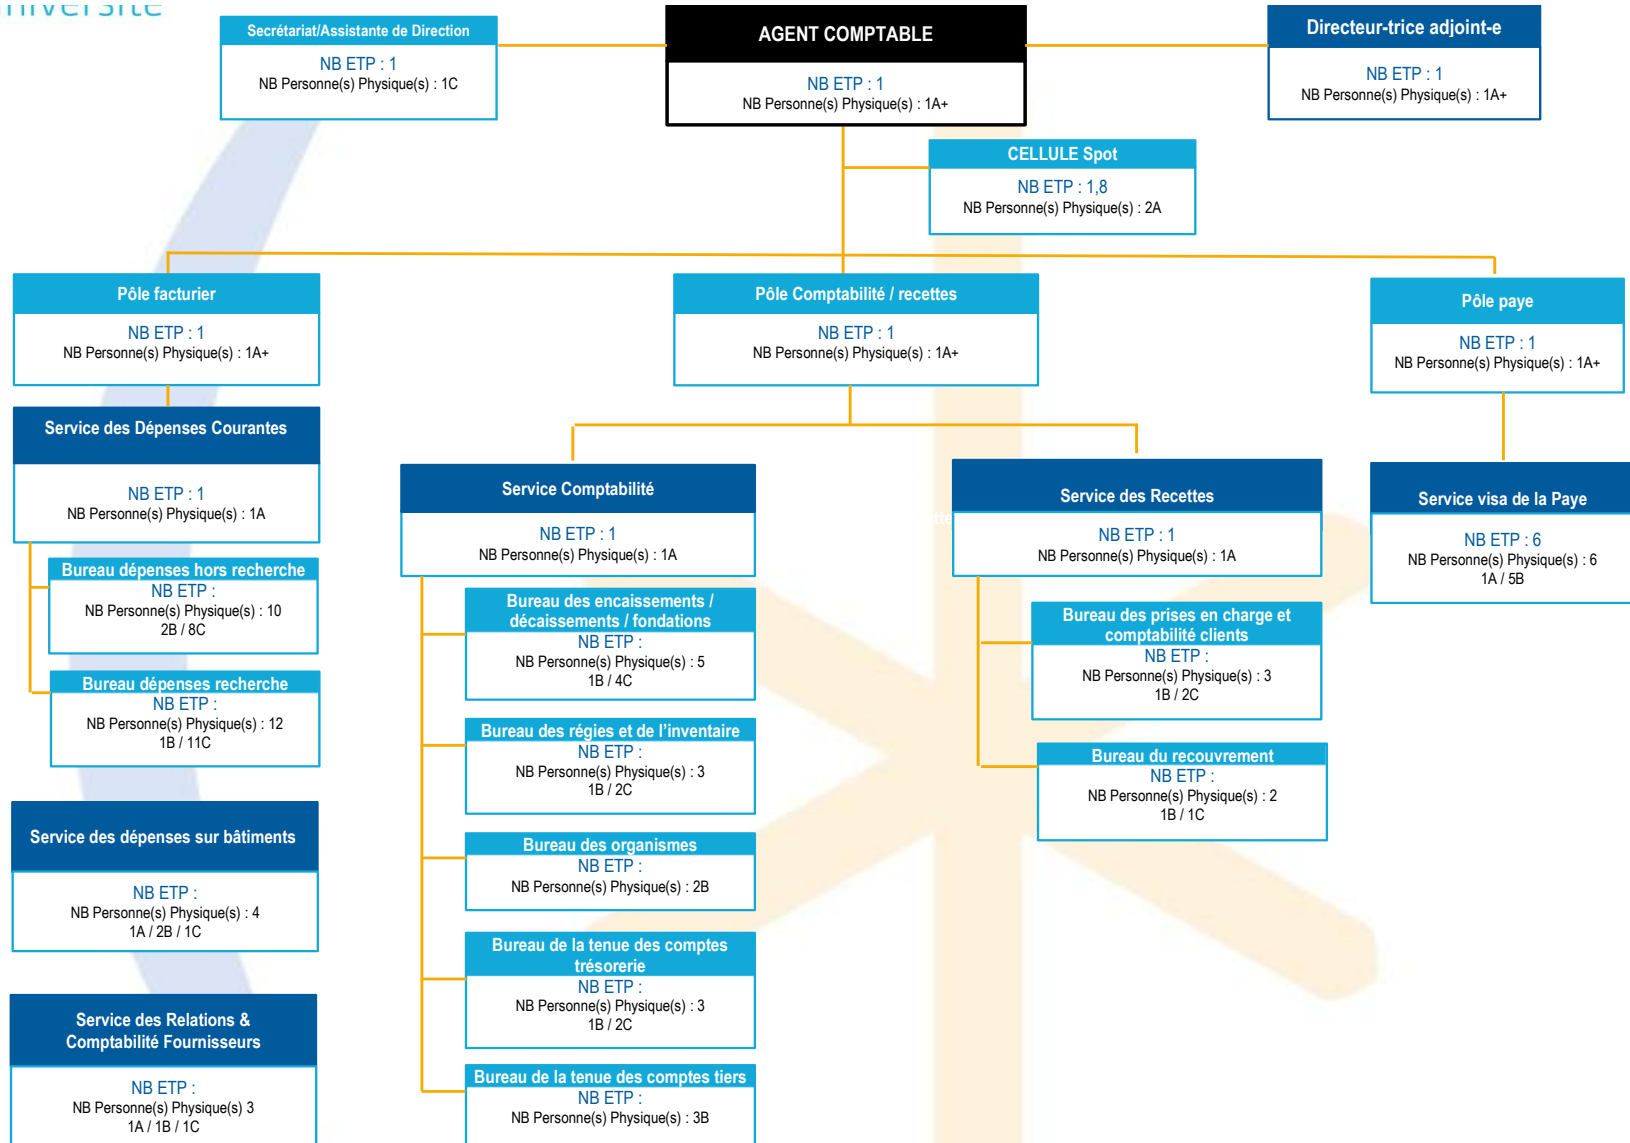 université
Secrétariat/Assistante de Direction
NB ETP : 1
NB Personne(s) Physique(s) : 1C
AGENT COMPTABLE
NB ETP : 1
NB Personne(s) Physique(s) : 1A+
Directeur-trice adjoint-e
NB ETP : 1
NB Personne(s) Physique(s) : 1A+
CELLULE Spot
NB ETP : 1,8
NB Personne(s) Physique(s) : 2A
Pôle facturier
NB ETP : 1
NB Personne(s) Physique(s) : 1A+
Pôle Comptabilité / recettes
NB ETP : 1
NB Personne(s) Physique(s) : 1A+
Pôle paye
NB ETP : 1
NB Personne(s) Physique(s) : 1A+
Service des Dépenses Courantes
NB ETP : 1
NB Personne(s) Physique(s) : 1A
Bureau dépenses hors recherche
NB ETP :
NB Personne(s) Physique(s) : 10
2B / 8C
Bureau dépenses recherche
NB ETP :
NB Personne(s) Physique(s) : 12
1B / 11C
Service des dépenses sur bâtiments
NB ETP :
NB Personne(s) Physique(s) : 4
1A / 2B / 1C
Service des Relations &
Comptabilité Fournisseurs
NB ETP :
NB Personne(s) Physique(s) 3
1A / 1B / 1C
Service Comptabilité
NB ETP : 1
NB Personne(s) Physique(s) : 1A
Bureau des encaissements /
décaissements / fondations
NB ETP :
NB Personne(s) Physique(s) : 5
1B / 4C
Bureau des régies et de l'inventaire
NB ETP :
NB Personne(s) Physique(s) : 3
1B / 2C
Bureau des organismes
NB ETP :
NB Personne(s) Physique(s) : 2B
Bureau de la tenue des comptes
trésorerie
NB ETP :
NB Personne(s) Physique(s) : 3
1B / 2C
Bureau de la tenue des comptes tiers
NB ETP :
NB Personne(s) Physique(s) : 3B
Service des Recettes
NB ETP : 1
NB Personne(s) Physique(s) : 1A
Bureau des prises en charge et
comptabilité clients
NB ETP :
NB Personne(s) Physique(s) : 3
1B / 2C
Bureau du recouvrement
NB ETP :
NB Personne(s) Physique(s) : 2
1B / 1C
Service visa de la Paye
NB ETP : 6
NB Personne(s) Physique(s) : 6
1A / 5B